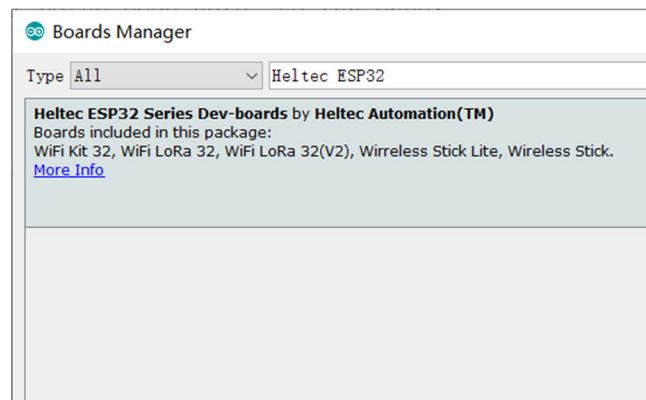 Boards Manager
Type All Heltec ESP32
Heltec ESP32 Series Dev-boards by Heltec Automation(TM)
Boards included in this package:
WiFi Kit 32, WiFi LoRa 32, WiFi LoRa 32(V2), Wirreless Stick Lite, Wireless Stick.
More Info